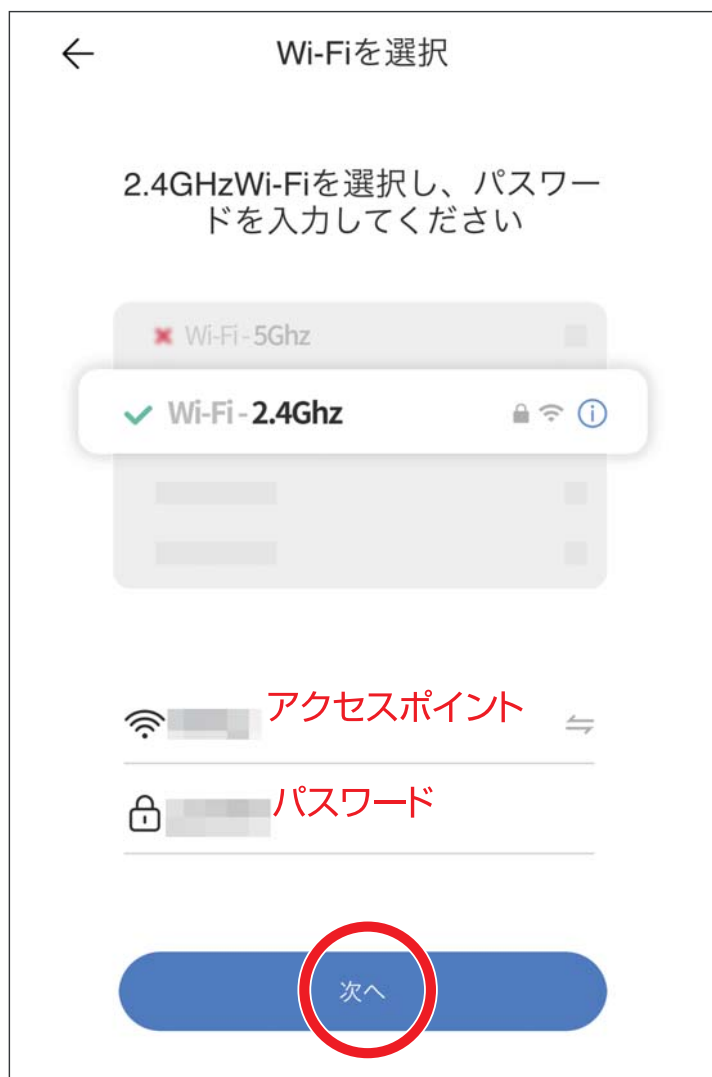 Wi-Fiを選択
2.4GHzWi-Fiを選択し、パスワー
ドを入力してください
Wi-Fi - 5Ghz
Wi-Fi - 2.4Ghz
アクセスポイント
パスワード
次へ